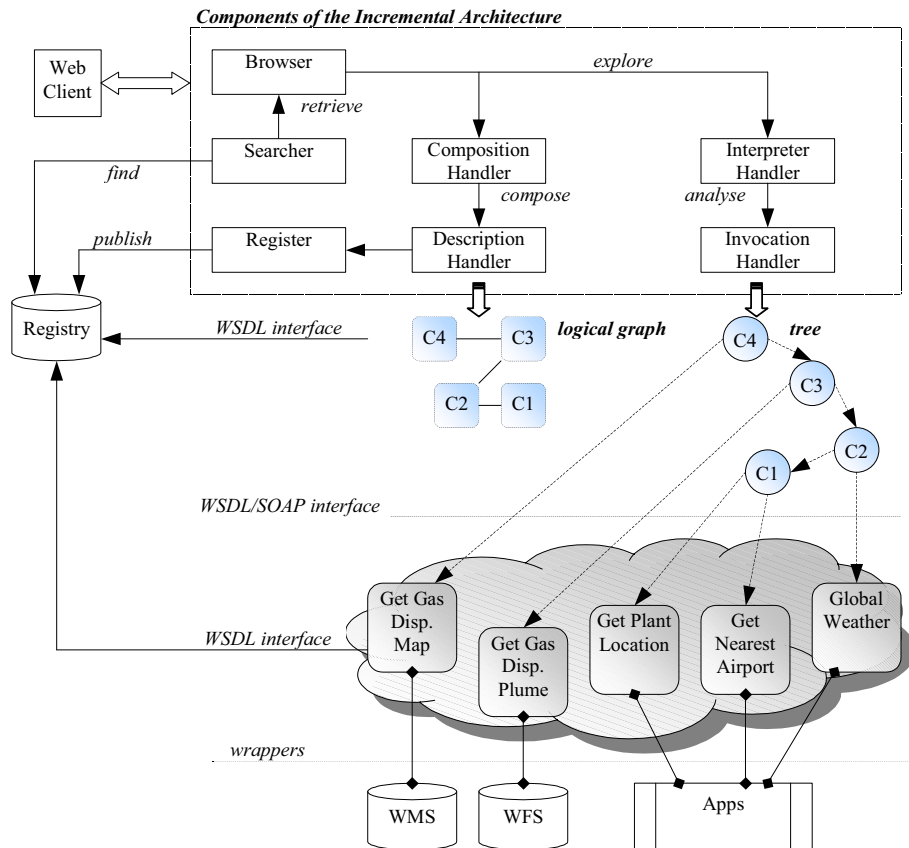 Components of the Incremental Architecture
Web
Client
Browser
explore
retrieve
Searcher
Composition
Handler
Interpreter
Handler
find
compose
analyse
publish
Register
Description
Handler
Invocation
Handler
Registry
WSDL interface
C4
C3
logical graph
C4
tree
C3
C2
C1
C2
C1
WSDL/SOAP interface
Get Gas
Disp.
Map
Get Gas
Disp.
Plume
Get Plant
Location
Get
Nearest
Airport
Global
Weather
WSDL interface
wrappers
WMS
WFS
Apps